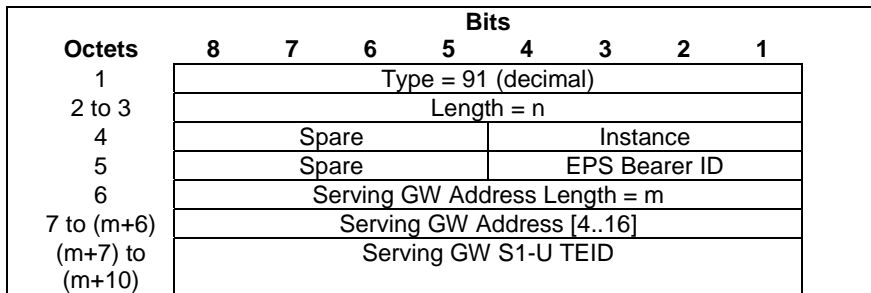 Bits
Octets 8 7 6 5 4 3 2 1
1 Type = 91 (decimal)
2 to 3 Length = n
4 Spare Instance
5 Spare EPS Bearer ID
6 Serving GW Address Length = m
7 to (m+6) Serving GW Address [4..16]
(m+7) to Serving GW S1-U TEID
(m+10)